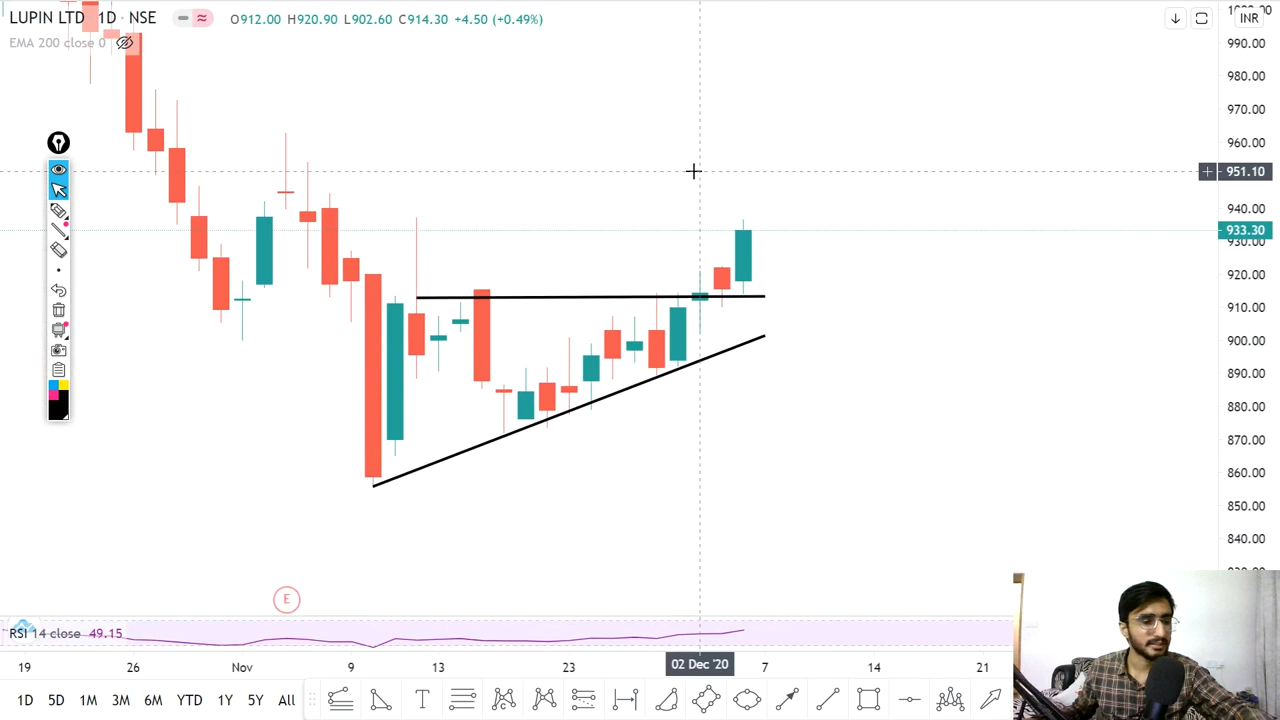 LUPIN LTD 1D NSE
O912.00 H920.90 L902.60 C914.30 +4.50 (+0.49%)
INR
EMA 200 close 0
990.00
980.00
970.00
960.00
951.10
940.00
933.30
930.00
920.00
910.00
900.00
890.00
880.00
870.00
860.00
850.00
840.00
E
RSI 14 close 49.15
19 26 Nov 9 13 23 02 Dec '20 7 14 21
1D 5D 1M 3M 6M YTD 1Y 5Y All